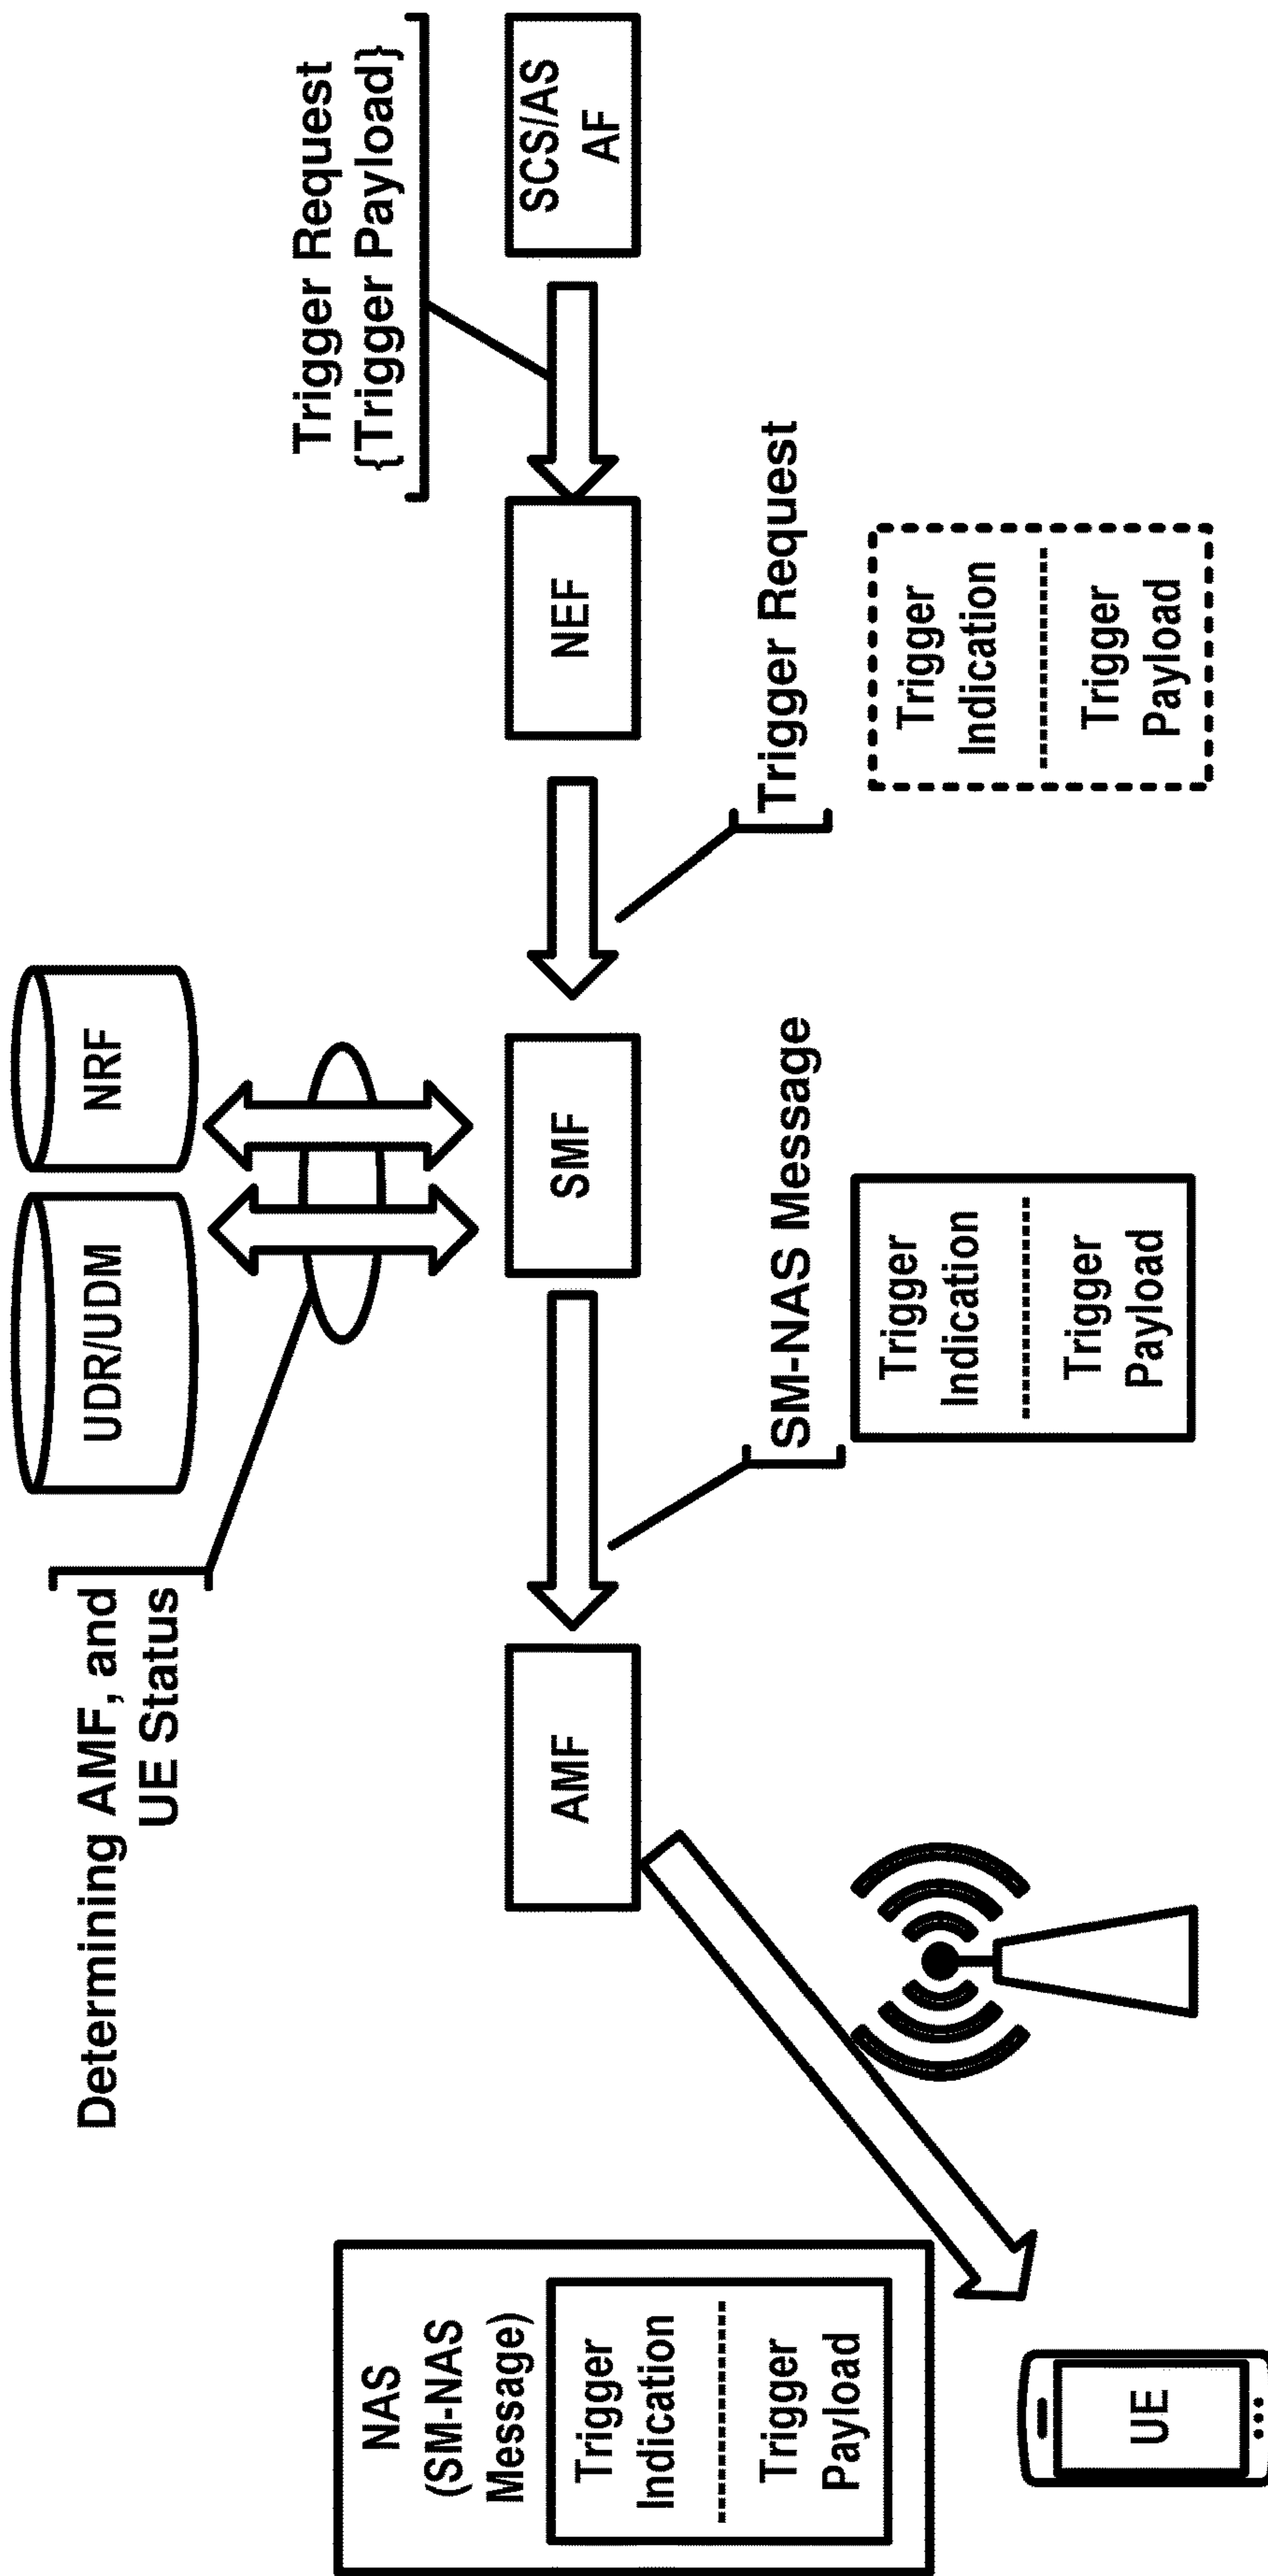 Determining AMF, and
UE Status
UDR/UDM
NRF
Trigger Request
{Trigger Payload}
NAS
(SM-NAS
Message)
Trigger
Indication
Trigger
Payload
AMF
SMF
NEF
SCS/AS
AF
SM-NAS Message
Trigger
Indication
Trigger
Payload
Trigger Request
Trigger
Indication
Trigger
Payload
UE